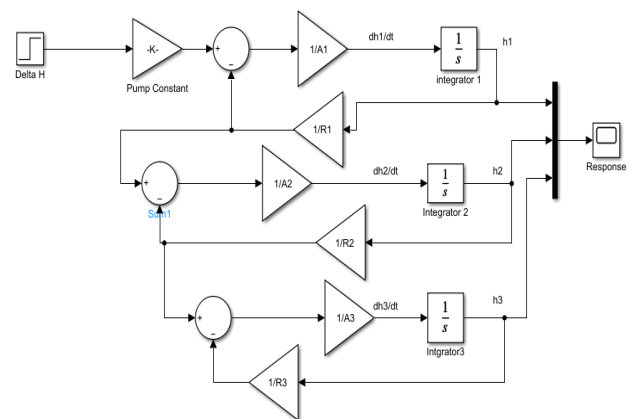 Delta H
-K-
Pump Constant
+
−
1/A1
dh1/dt
1
s
integrator 1
h1
1/R1
Response
+
−
Sum1
1/A2
dh2/dt
1
s
Integrator 2
h2
1/R2
+
−
1/A3
dh3/dt
1
s
Intgrator3
h3
1/R3